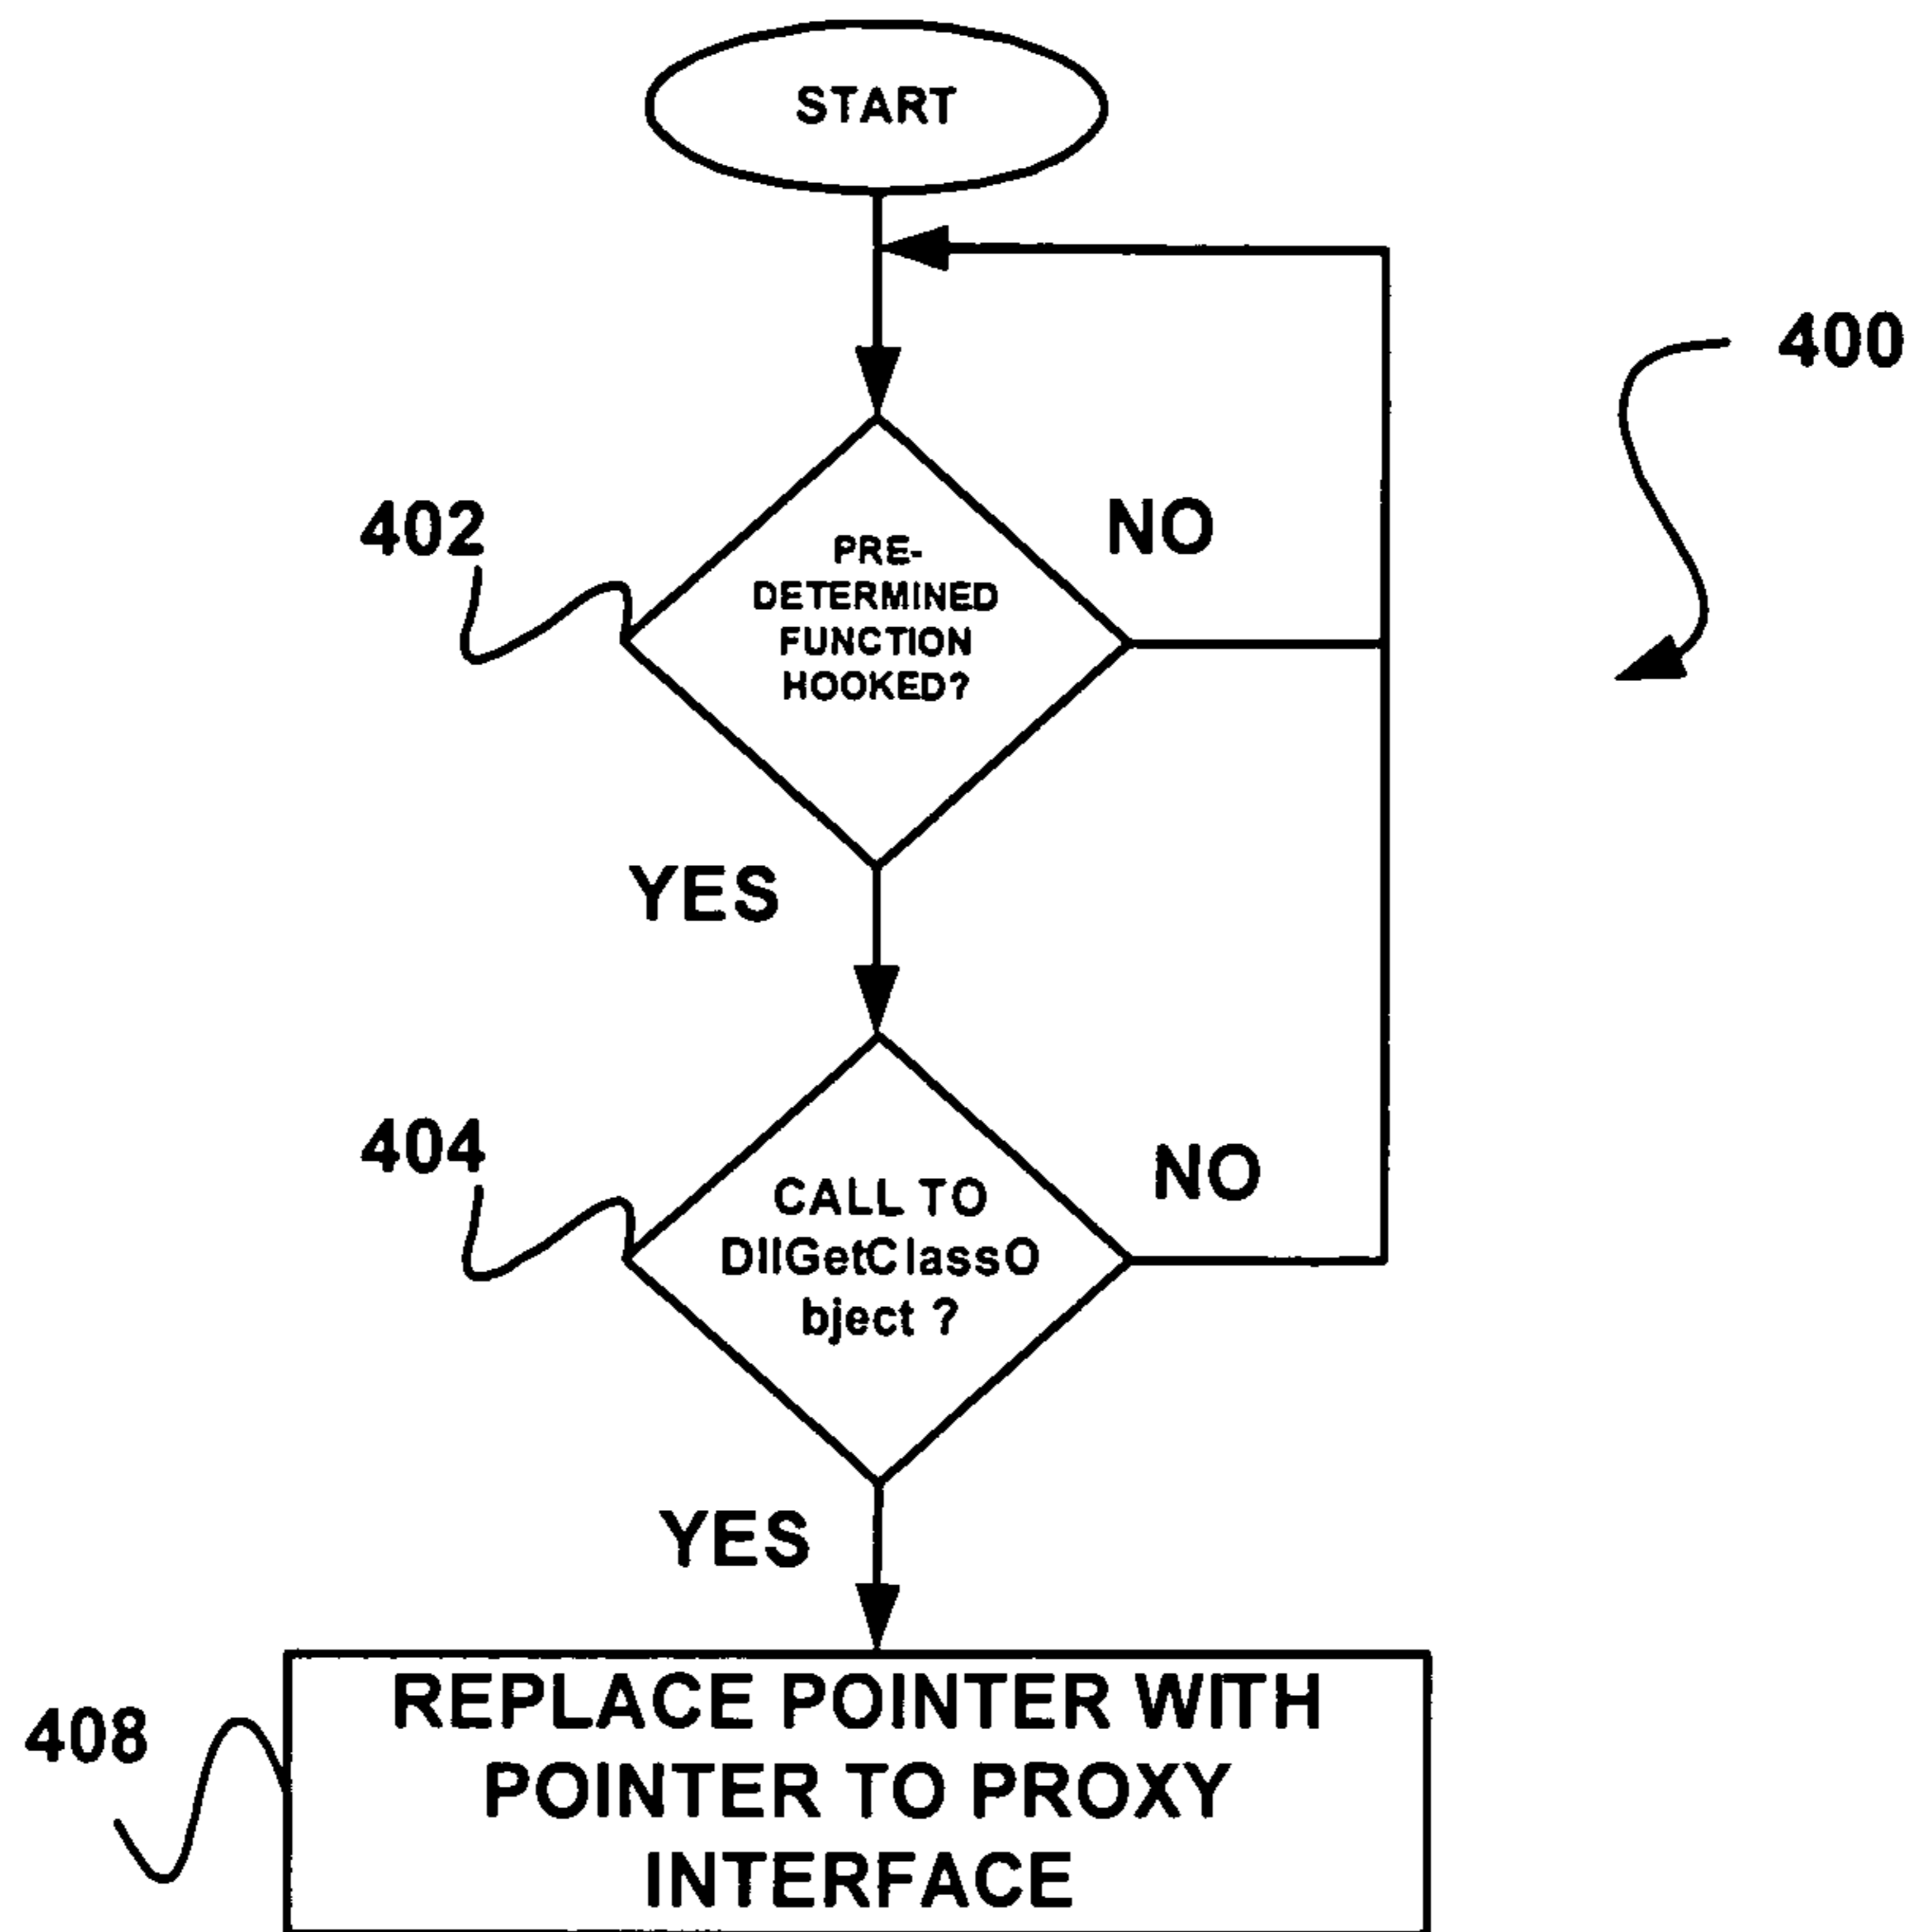 START
400
402
NO
PRE-
DETERMINED
FUNCTION
HOOKED?
YES
404
NO
CALL TO
DllGetClassO
bject ?
YES
408
REPLACE POINTER WITH
POINTER TO PROXY
INTERFACE